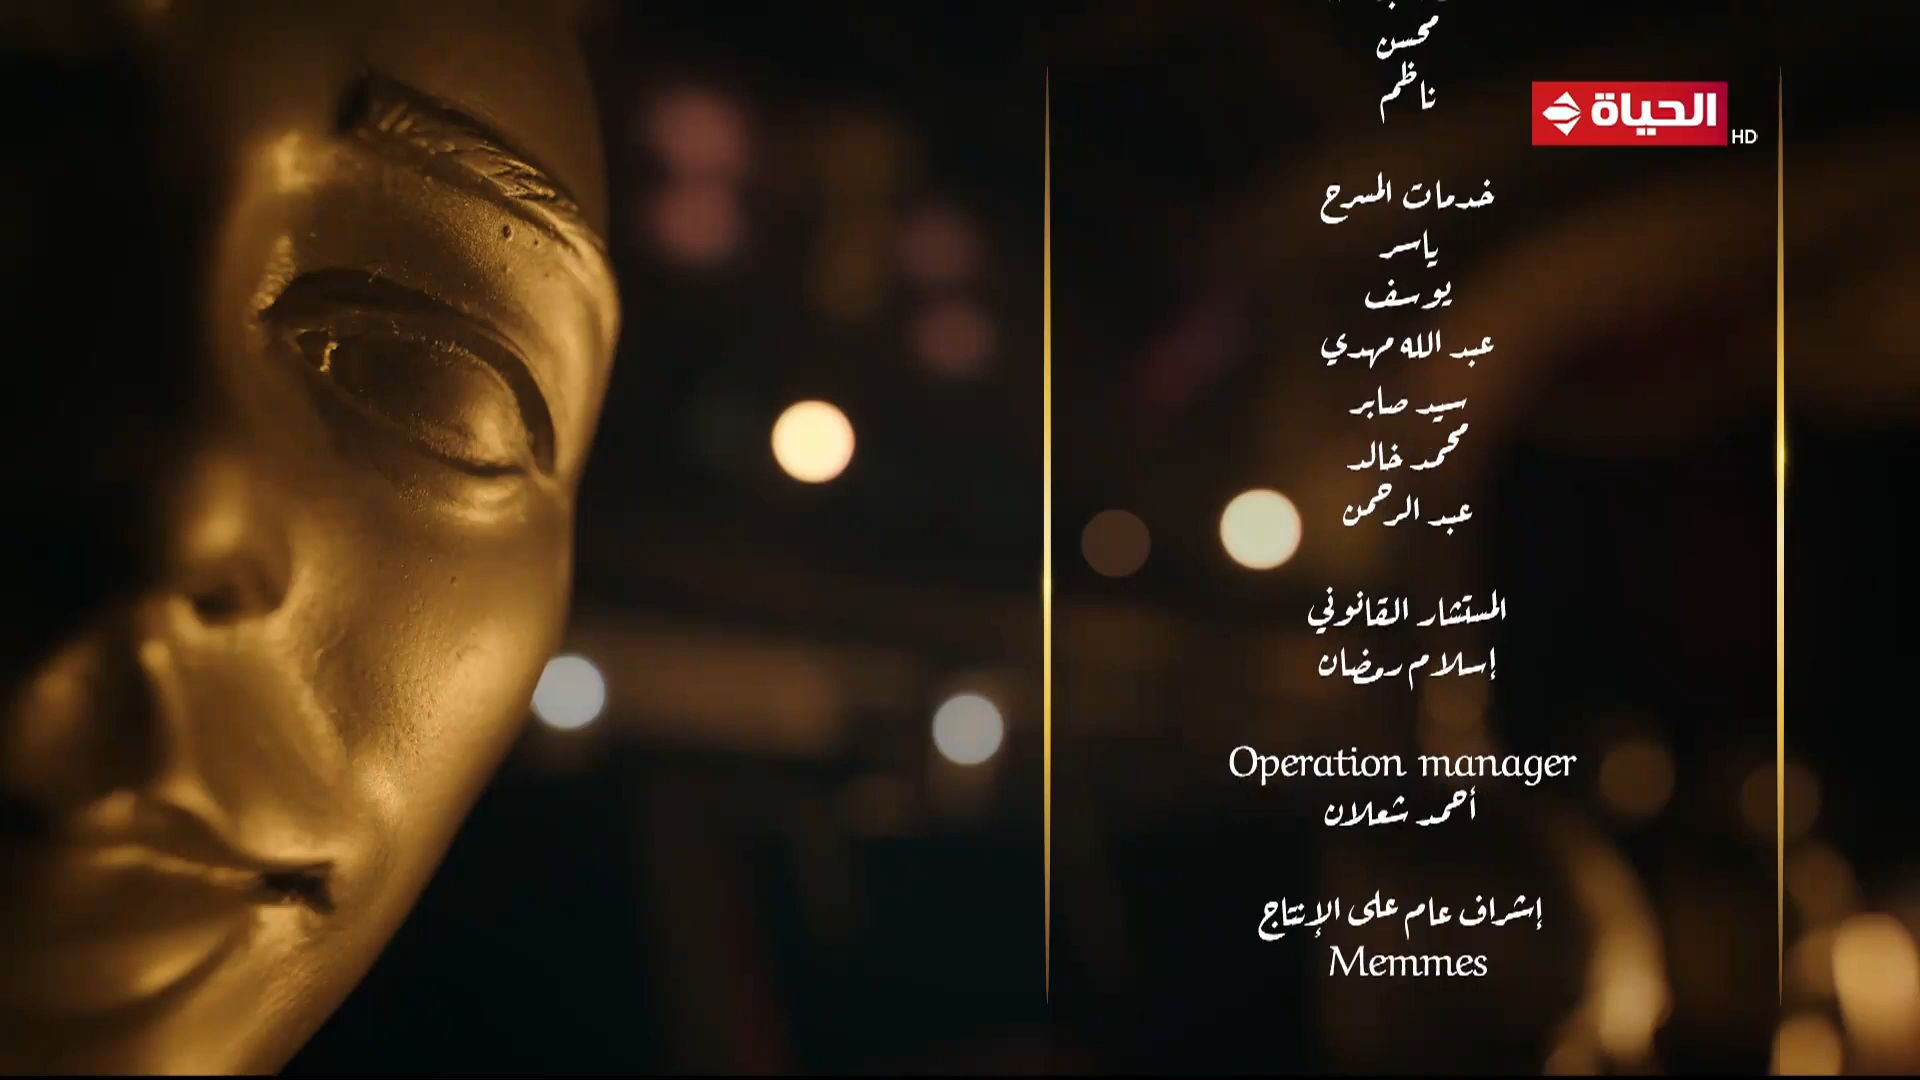 محسن
ناظم
الحياة
HD
خدمات المسرح
ياسر
يوسف
عبد الله مهدي
سيد صابر
محمد خالد
عبد الرحمن
المستشار القانوني
إسلام رمضان
Operation manager
أحمد شعلان
إشراف عام على الإنتاج
Memmes